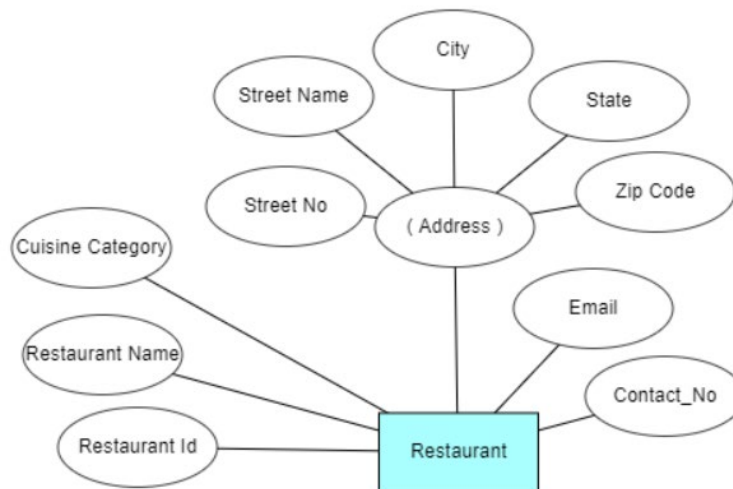 City
Street Name
State
Street No
Zip Code
( Address )
Cuisine Category
Email
Restaurant Name
Contact_No
Restaurant Id
Restaurant